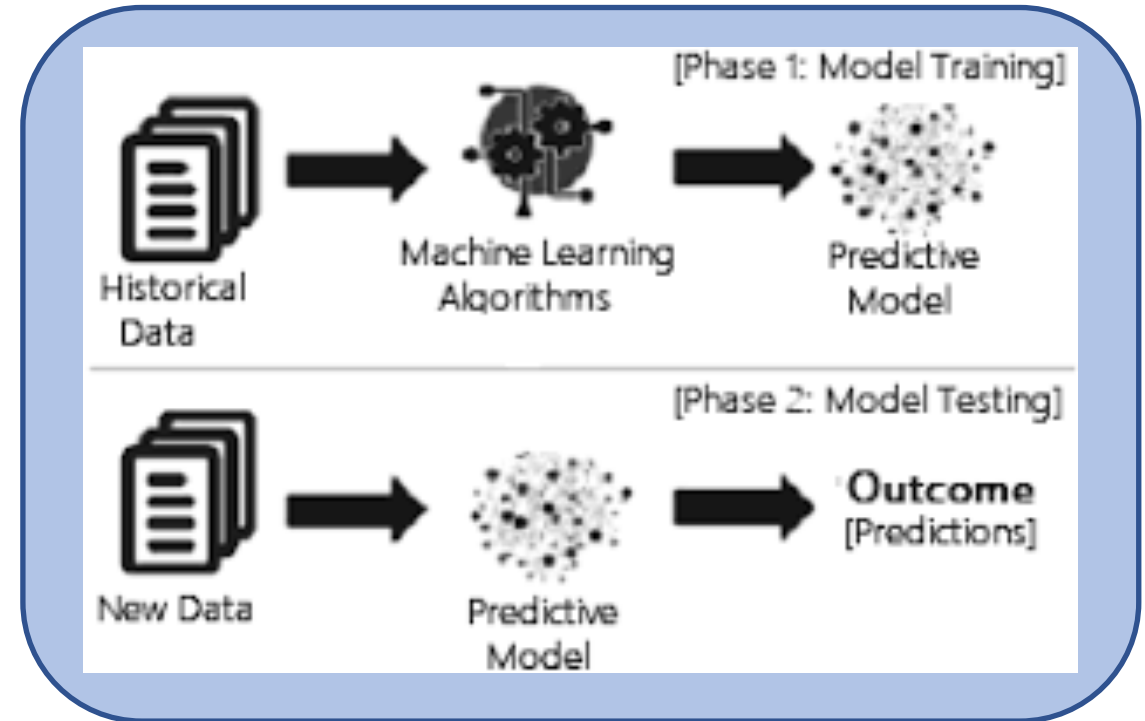 [Phase 1: Model Training]
Historical
Data
Machine Learning
Algorithms
Predictive
Model
[Phase 2: Model Testing]
New Data
Predictive
Model
Outcome
[Predictions]